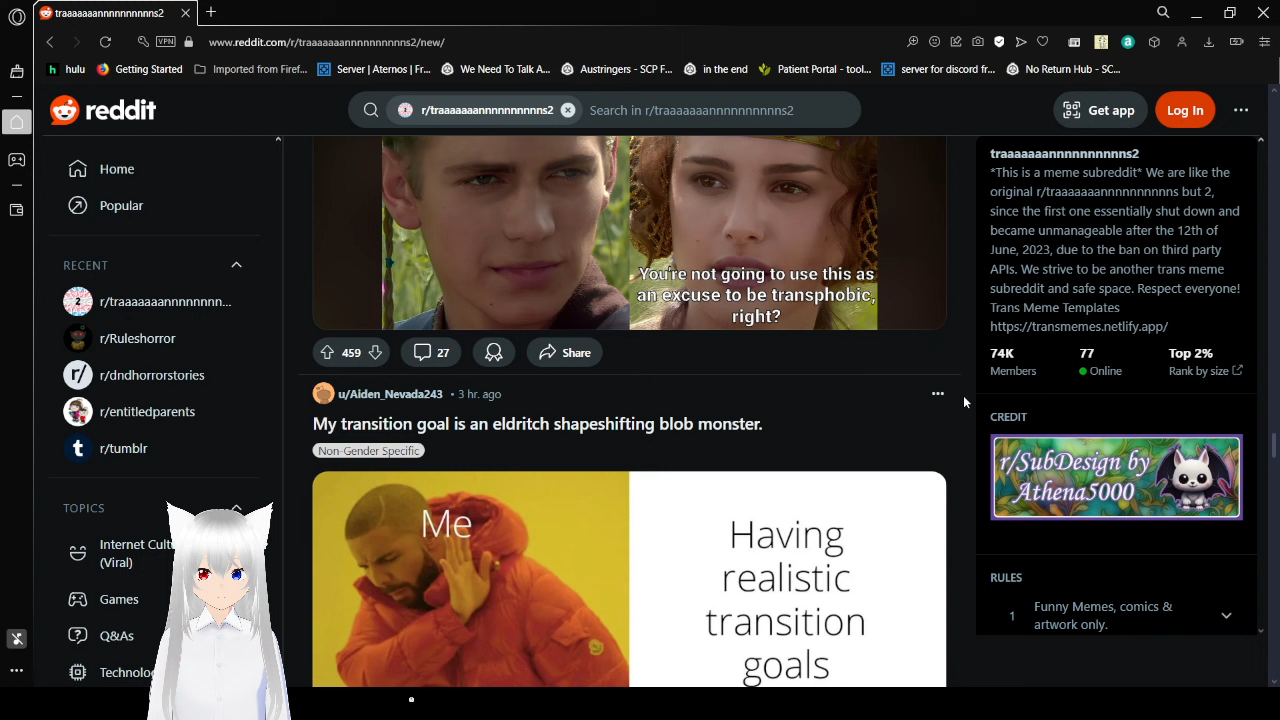 traaaaaaannnnnnnnnns2
VPN
www.reddit.com/r/traaaaaaannnnnnnnnns2/new/
hulu
Getting Started
Imported from Firef...
Server | Aternos | Fr...
We Need To Talk A...
Austringers - SCP F...
in the end
Patient Portal - tool...
server for discord fr...
No Return Hub - SC...
reddit
r/traaaaaaannnnnnnnnns2
Search in r/traaaaaaannnnnnnnnns2
Get app
Log In
Home
Popular
RECENT
r/traaaaaaannnnnnn...
r/Ruleshorror
r/dndhorrorstories
r/entitledparents
r/tumblr
TOPICS
Internet Cult
(Viral)
Games
Q&As
Technolo
You're not going to use this as
an excuse to be transphobic,
right?
459
27
Share
u/Aiden_Nevada243 • 3 hr. ago
My transition goal is an eldritch shapeshifting blob monster.
Non-Gender Specific
Me
Having
realistic
transition
goals
traaaaaaannnnnnnnnns2
*This is a meme subreddit* We are like the
original r/traaaaaaannnnnnnnnns but 2,
since the first one essentially shut down and
became unmanageable after the 12th of
June, 2023, due to the ban on third party
APIs. We strive to be another trans meme
subreddit and safe space. Respect everyone!
Trans Meme Templates
https://transmemes.netlify.app/
74K
Members
77
Online
Top 2%
Rank by size
CREDIT
r/SubDesign by
Athena5000
RULES
1
Funny Memes, comics &
artwork only.